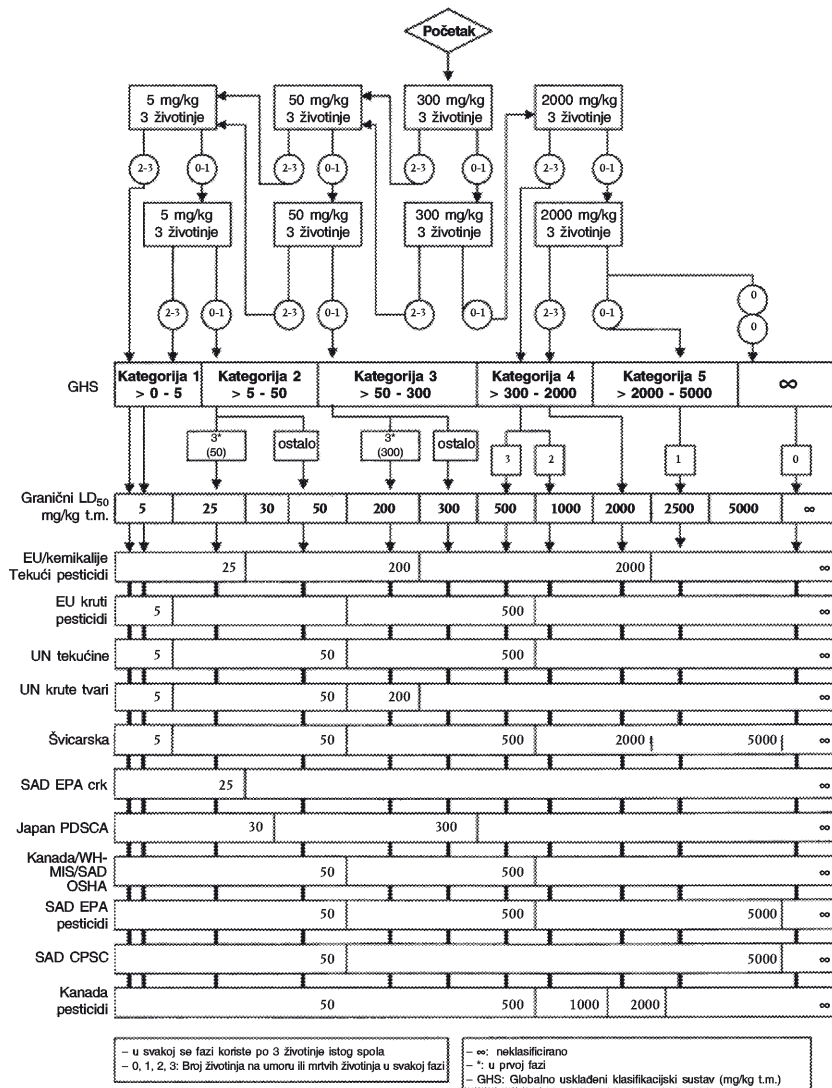 Početak
5 mg/kg
3 životinje
50 mg/kg
3 životinje
300 mg/kg
3 životinje
2000 mg/kg
3 životinje
2-3
0-1
2-3
0-1
2-3
0-1
2-3
0-1
5 mg/kg
3 životinje
50 mg/kg
3 životinje
300 mg/kg
3 životinje
2000 mg/kg
3 životinje
2-3
0-1
2-3
0-1
2-3
0-1
2-3
0-1
0
0
GHS
Kategorija 1
> 0 - 5
Kategorija 2
> 5 - 50
Kategorija 3
> 50 - 300
Kategorija 4
> 300 - 2000
Kategorija 5
> 2000 - 5000
∞
3*
(50)
ostalo
3*
(300)
ostalo
3
2
1
0
Granični LD50
mg/kg t.m.
5 25 30 50 200 300 500 1000 2000 2500 5000 ∞
EU/kemikalije
Tekući pesticidi
25 200 2000 ∞
EU kruti
pesticidi
5 500 ∞
UN tekućine
5 50 500 ∞
UN krute tvari
5 50 200 ∞
Švicarska
5 50 500 2000 5000 ∞
SAD EPA crk
25 ∞
Japan PDSCA
30 300 ∞
Kanada/WH-
MIS/SAD
OSHA
50 500 ∞
SAD EPA
pesticidi
50 500 5000 ∞
SAD CPSC
50 5000 ∞
Kanada
pesticidi
50 500 1000 2000 ∞
– u svakoj se fazi koriste po 3 životinje istog spola
– 0, 1, 2, 3: Broj životinja na umoru ili mrtvih životinja u svakoj fazi
– ∞: neklasificirano
– *: u prvoj fazi
– GHS: Globalno usklađeni klasifikacijski sustav (mg/kg t.m.)